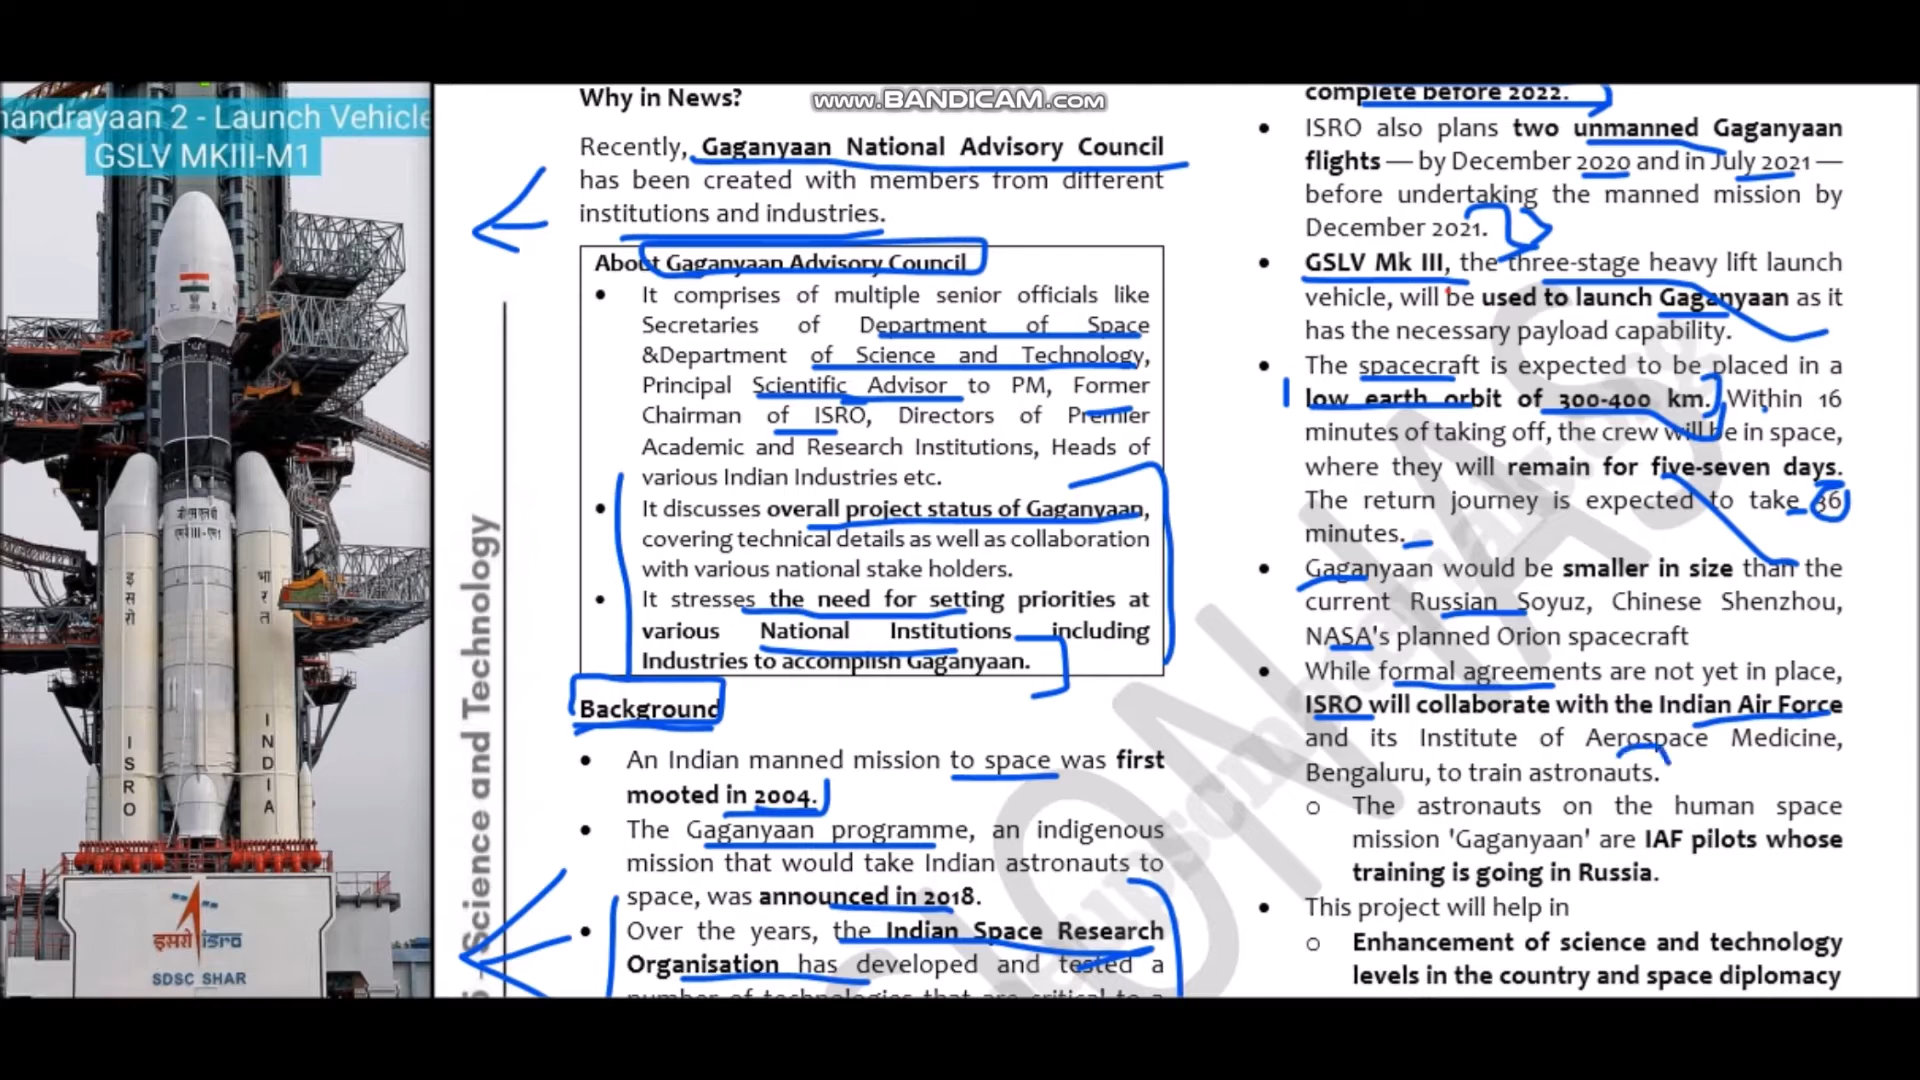 handrayaan 2 - Launch Vehicle
GSLV MKIII-M1
जीएसएलवी
एमके III-एम1
इ
स
रो
भा
र
त
I
S
R
O
I
N
D
I
A
इसरो isro
SDSC SHAR
Science and Technology
www.BANDICAM.com
Why in News?
Recently, Gaganyaan National Advisory Council
has been created with members from different
institutions and industries.
About Gaganyaan Advisory Council
• It comprises of multiple senior officials like
Secretaries of Department of Space
&Department of Science and Technology,
Principal Scientific Advisor to PM, Former
Chairman of ISRO, Directors of Premier
Academic and Research Institutions, Heads of
various Indian Industries etc.
• It discusses overall project status of Gaganyaan,
covering technical details as well as collaboration
with various national stake holders.
• It stresses the need for setting priorities at
various National Institutions including
Industries to accomplish Gaganyaan.
Background
• An Indian manned mission to space was first
mooted in 2004.
• The Gaganyaan programme, an indigenous
mission that would take Indian astronauts to
space, was announced in 2018.
• Over the years, the Indian Space Research
Organisation has developed and tested a
number of technologies that are critical to a
complete before 2022.
• ISRO also plans two unmanned Gaganyaan
flights — by December 2020 and in July 2021 —
before undertaking the manned mission by
December 2021.
• GSLV Mk III, the three-stage heavy lift launch
vehicle, will be used to launch Gaganyaan as it
has the necessary payload capability.
• The spacecraft is expected to be placed in a
low earth orbit of 300-400 km. Within 16
minutes of taking off, the crew will be in space,
where they will remain for five-seven days.
The return journey is expected to take 36
minutes.
• Gaganyaan would be smaller in size than the
current Russian Soyuz, Chinese Shenzhou,
NASA's planned Orion spacecraft
• While formal agreements are not yet in place,
ISRO will collaborate with the Indian Air Force
and its Institute of Aerospace Medicine,
Bengaluru, to train astronauts.
o The astronauts on the human space
mission 'Gaganyaan' are IAF pilots whose
training is going in Russia.
• This project will help in
o Enhancement of science and technology
levels in the country and space diplomacy